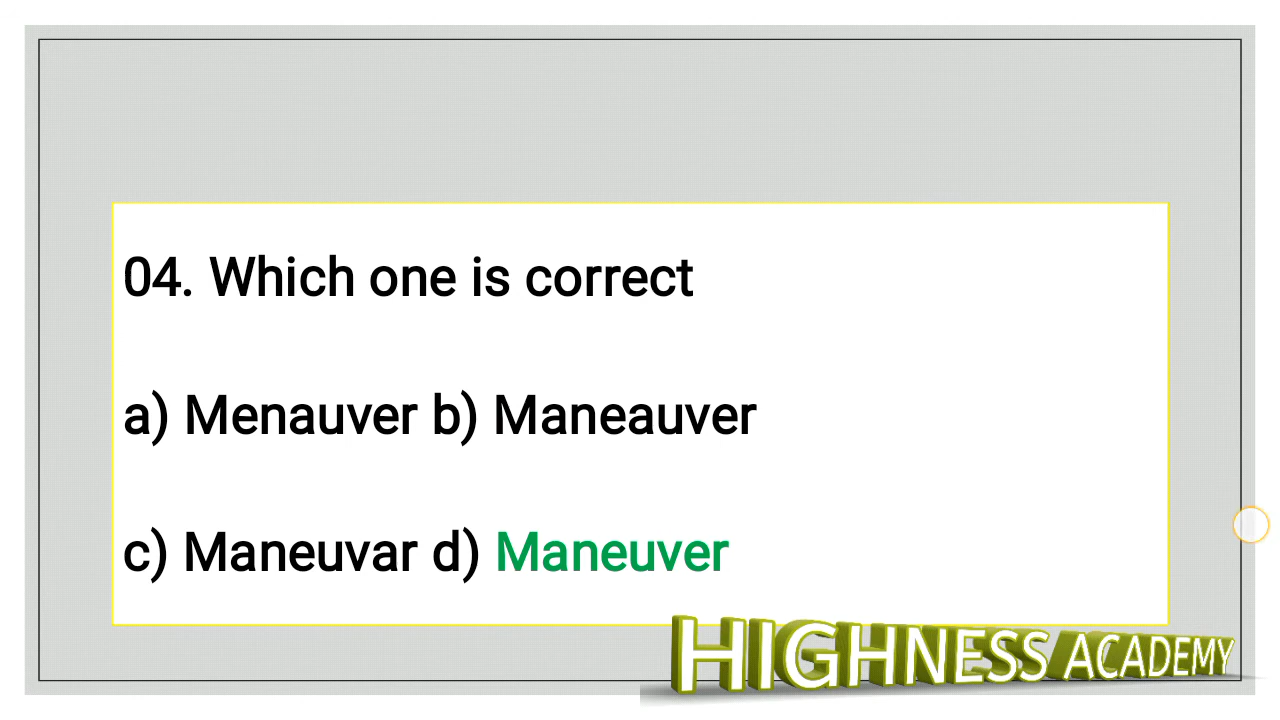 04. Which one is correct
a) Menauver b) Maneauver
c) Maneuvar d) Maneuver
HIGHNESS ACADEMY